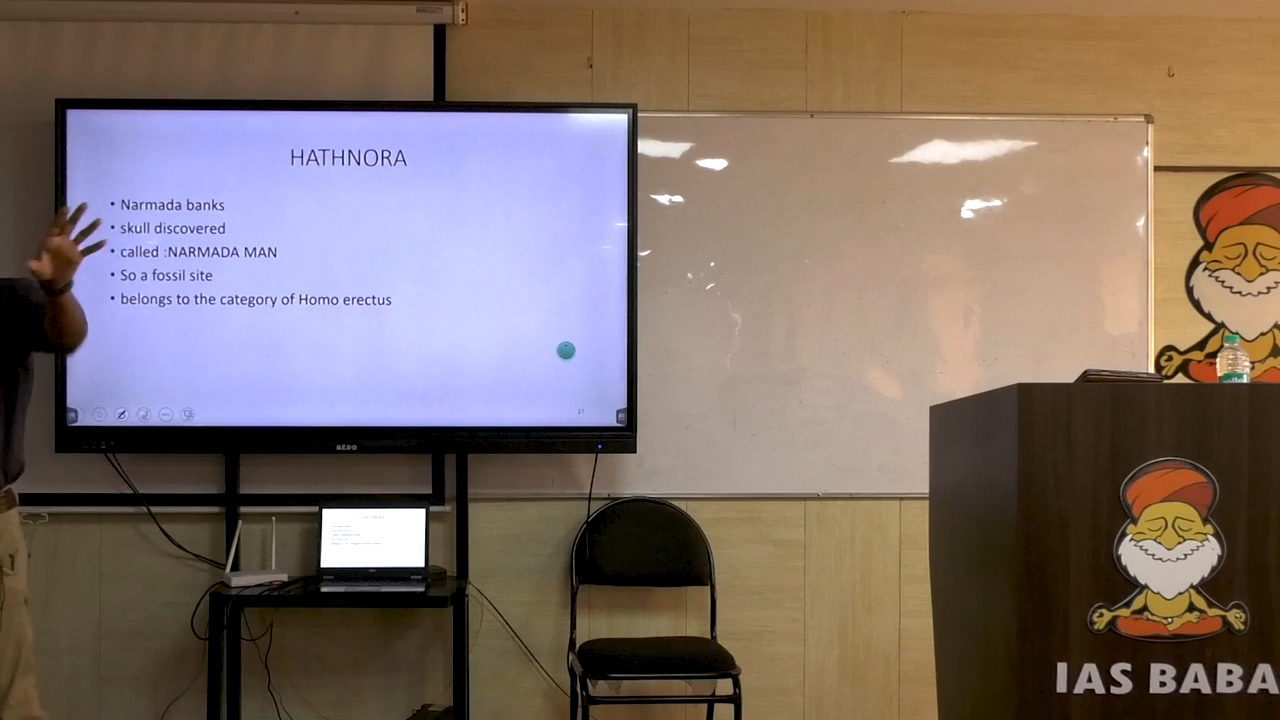 HATHNORA
• Narmada banks
• skull discovered
• called :NARMADA MAN
• So a fossil site
• belongs to the category of Homo erectus
27
IAS BABA